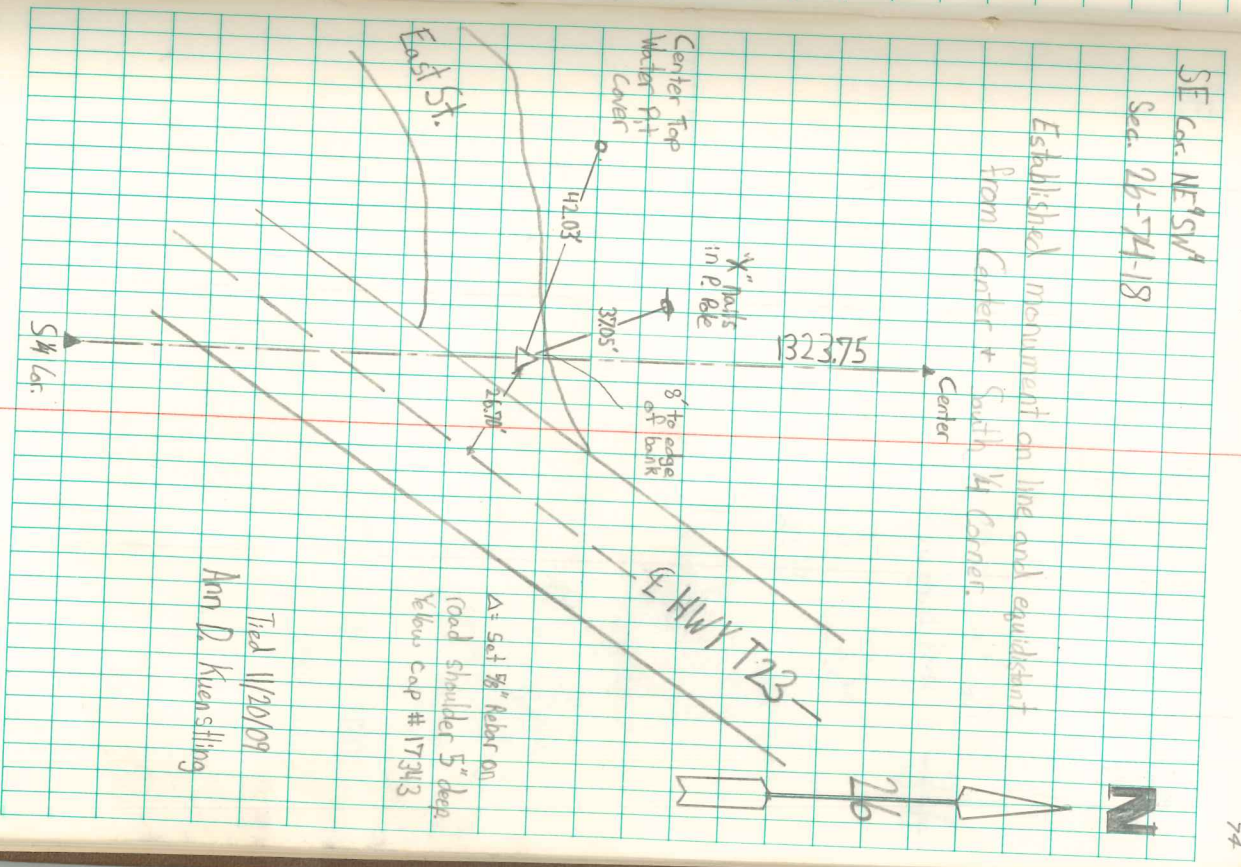 74
SE Cor. NE¼SW¼
Sec. 26-74-18
Established monument on line and equidistant
from Center + South ¼ Corner.
N
26
Center
1323.75
Center Top
Water Pit
Cover
"X" Nails
in P. Pole
8' to edge
of bank
42.03'
37.05'
26.70'
East St.
℄ HWY T23
S¼ Cor.
Δ = Set ⅝" Rebar on
road shoulder 5" deep
Yellow cap # 17343
Tied 11/20/09
Ann D. Kuenstling